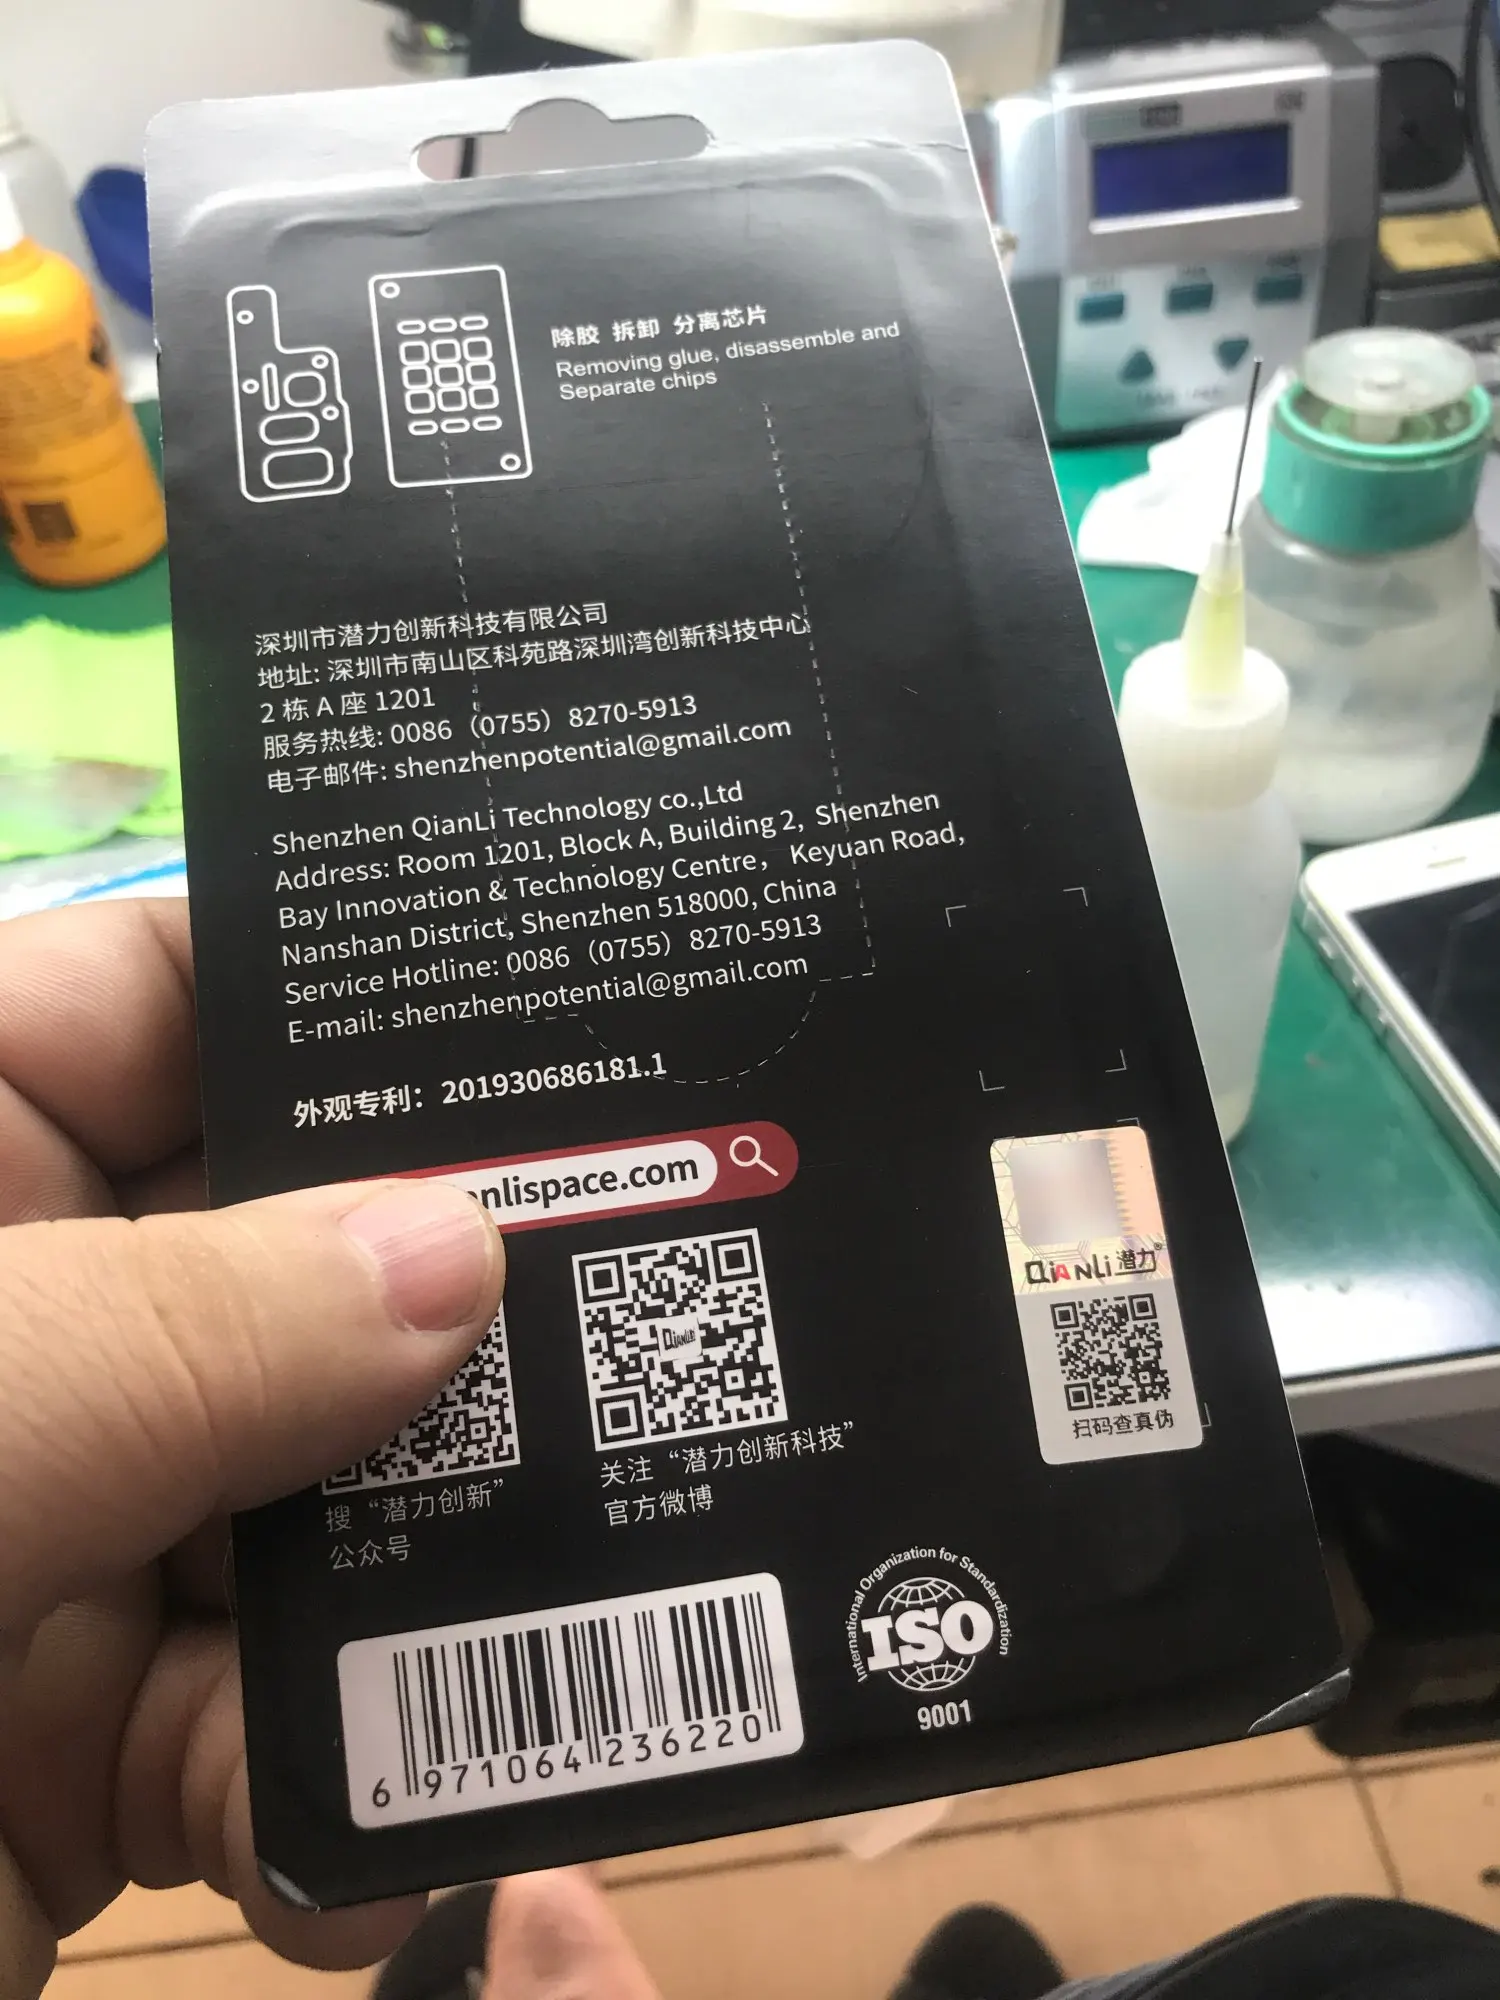 除胶 拆卸 分离芯片
Removing glue, disassemble and
Separate chips
深圳市潜力创新科技有限公司
地址: 深圳市南山区科苑路深圳湾创新科技中心
2 栋 A 座 1201
服务热线: 0086（0755）8270-5913
电子邮件: shenzhenpotential@gmail.com
Shenzhen QianLi Technology co.,Ltd
Address: Room 1201, Block A, Building 2, Shenzhen
Bay Innovation & Technology Centre， Keyuan Road,
Nanshan District, Shenzhen 518000, China
Service Hotline: 0086（0755）8270-5913
E-mail: shenzhenpotential@gmail.com
外观专利：201930686181.1
nlispace.com
QIANLI
QIANLI 潜力®
扫码查真伪
搜 “潜力创新”
公众号
关注 “潜力创新科技”
官方微博
International Organization for Standardization
ISO
9001
6 971064 236220